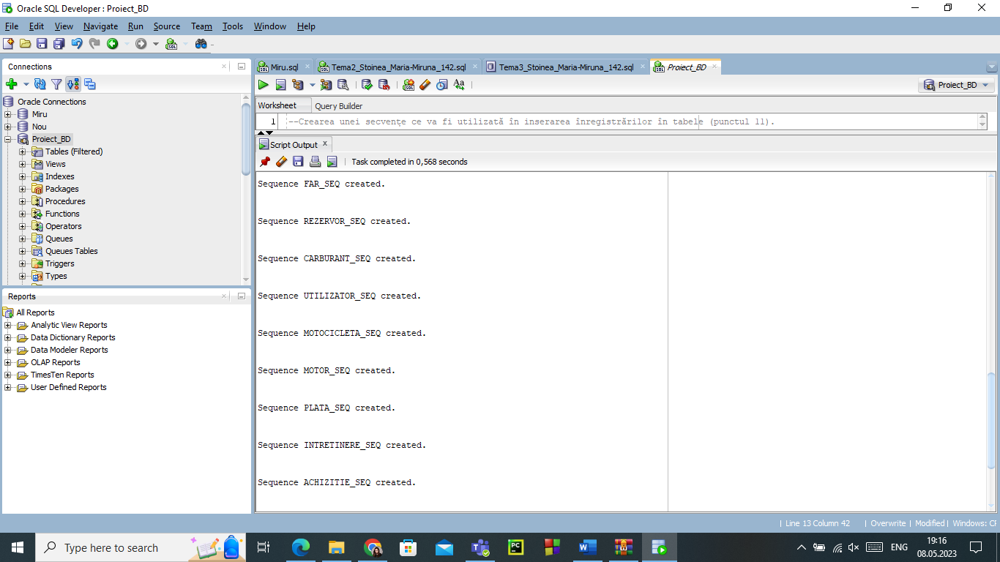 Oracle SQL Developer : Proiect_BD
File Edit View Navigate Run Source Team Tools Window Help
Connections
Oracle Connections
Miru
Nou
Proiect_BD
Tables (Filtered)
Views
Indexes
Packages
Procedures
Functions
Operators
Queues
Queues Tables
Triggers
Types
Reports
All Reports
Analytic View Reports
Data Dictionary Reports
Data Modeler Reports
OLAP Reports
TimesTen Reports
User Defined Reports
Miru.sql Tema2_Stoinea_Maria-Miruna_142.sql Tema3_Stoinea_Maria-Miruna_142.sql Proiect_BD
Proiect_BD
Worksheet Query Builder
1 --Crearea unei secvenţe ce va fi utilizată în inserarea înregistrărilor în tabele (punctul 11).
Script Output x
Task completed in 0,568 seconds
Sequence FAR_SEQ created.
Sequence REZERVOR_SEQ created.
Sequence CARBURANT_SEQ created.
Sequence UTILIZATOR_SEQ created.
Sequence MOTOCICLETA_SEQ created.
Sequence MOTOR_SEQ created.
Sequence PLATA_SEQ created.
Sequence INTRETINERE_SEQ created.
Sequence ACHIZITIE_SEQ created.
| Line 13 Column 42 | Overwrite | Modified | Windows: CF
Type here to search
ENG
19:16
08.05.2023